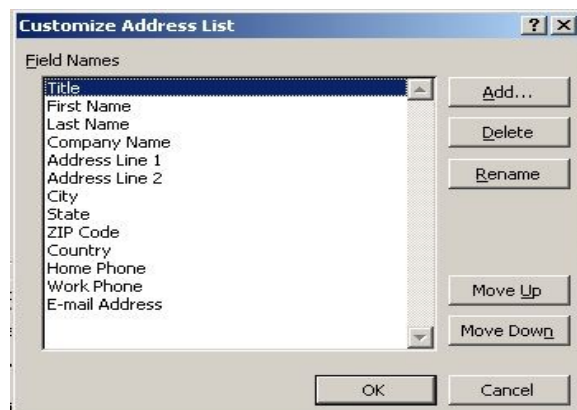 Customize Address List
Field Names
Title
First Name
Last Name
Company Name
Address Line 1
Address Line 2
City
State
ZIP Code
Country
Home Phone
Work Phone
E-mail Address
Add...
Delete
Rename
Move Up
Move Down
OK
Cancel